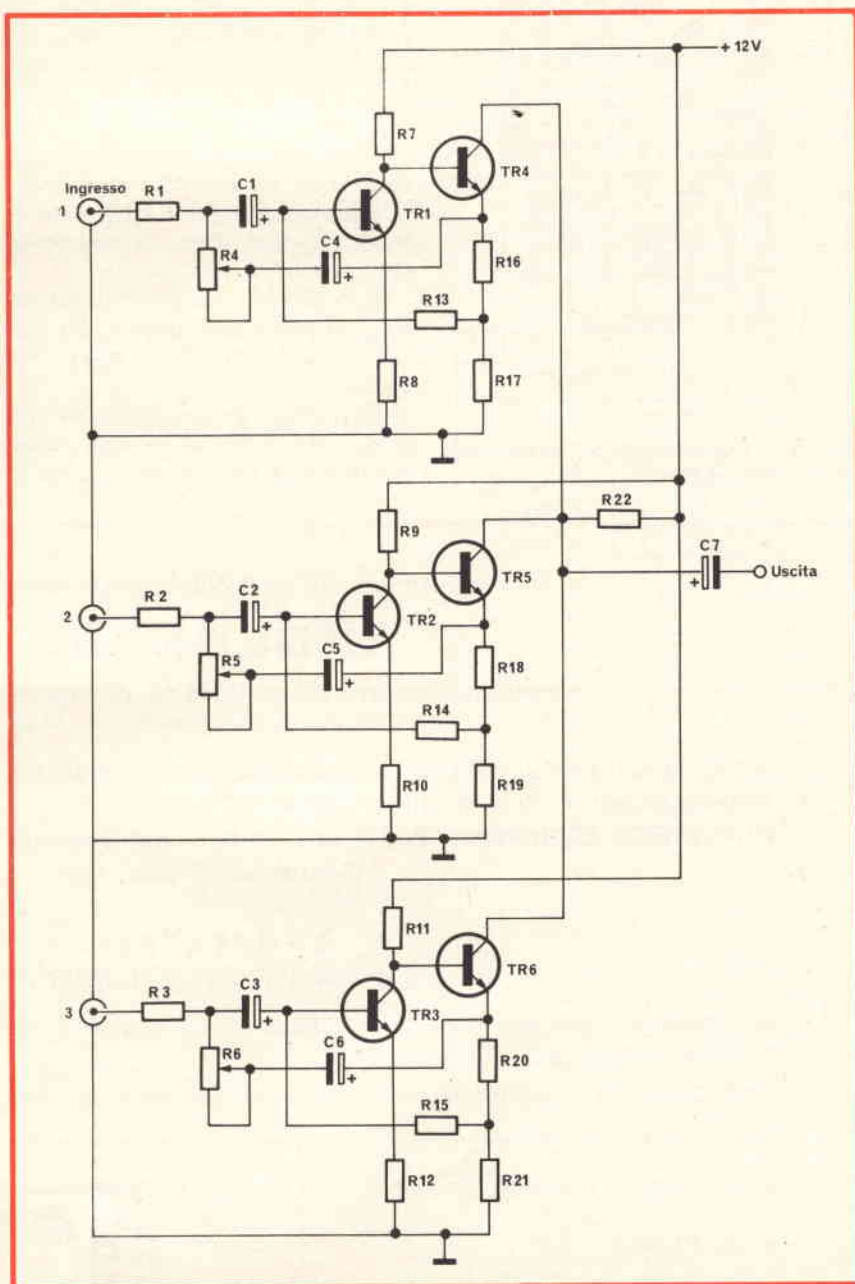 + 12V
R7
TR4
Ingresso
1
R1
C1
+
TR1
C4
+
R4
R16
R13
R8
R17
R9
R22
C7
+
Uscita
TR5
2
R2
C2
+
TR2
C5
+
R5
R18
R14
R10
R19
R11
TR6
3
R3
C3
+
TR3
C6
+
R6
R20
R15
R12
R21